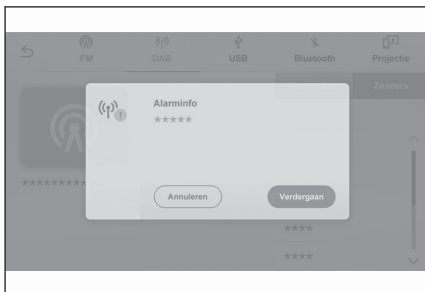 FM DAB USB Bluetooth Projectie
Zenders
Alarminfo
*****
**********
Annuleren Verdergaan
****
****